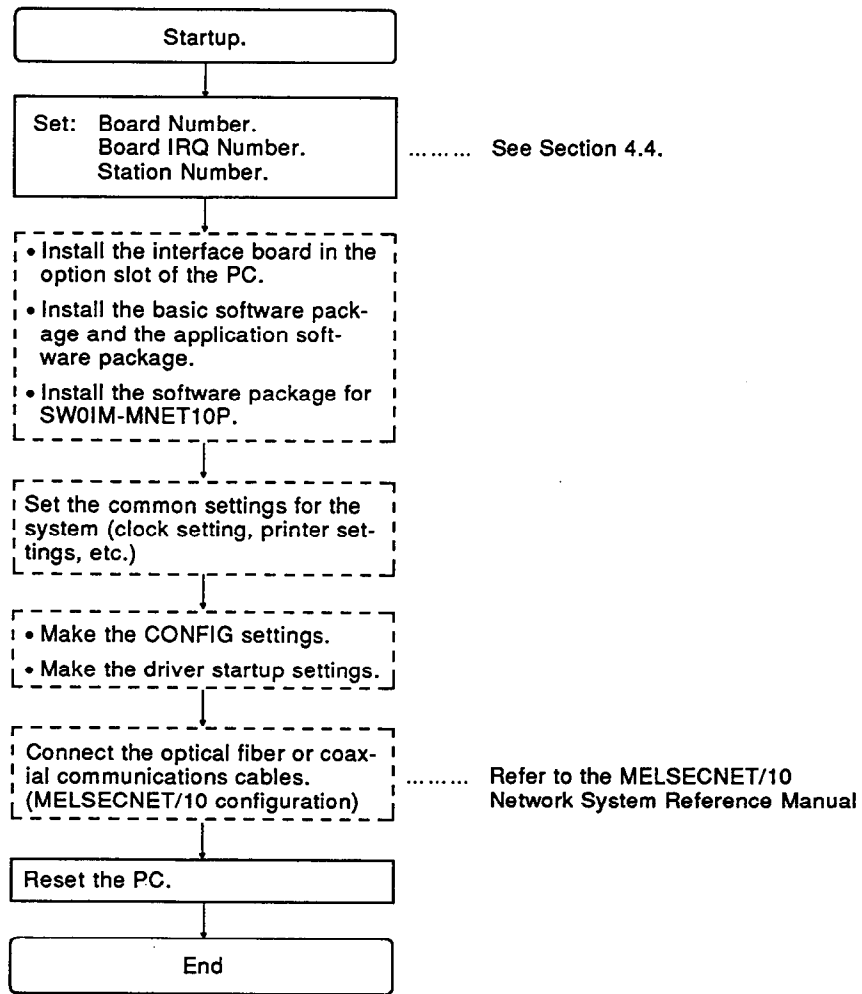 Startup.
Set: Board Number.
Board IRQ Number.
Station Number.
......... See Section 4.4.
• Install the interface board in the
option slot of the PC.
• Install the basic software pack-
age and the application soft-
ware package.
• Install the software package for
SW0IM-MNET10P.
Set the common settings for the
system (clock setting, printer set-
tings, etc.)
• Make the CONFIG settings.
• Make the driver startup settings.
Connect the optical fiber or coax-
ial communications cables.
(MELSECNET/10 configuration)
......... Refer to the MELSECNET/10
Network System Reference Manual
Reset the PC.
End